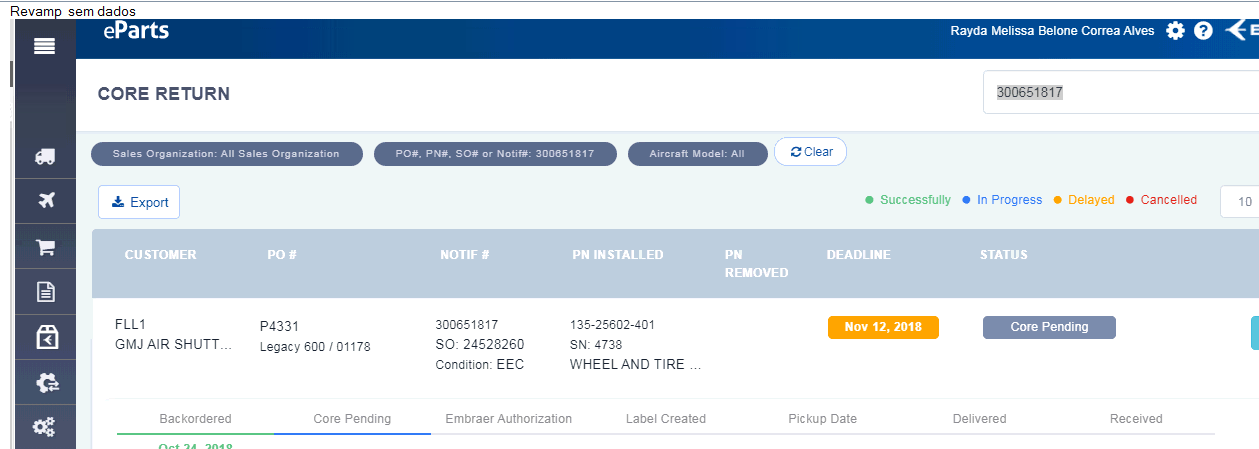 Revamp sem dados
eParts
Rayda Melissa Belone Correa Alves
CORE RETURN
300651817
Sales Organization: All Sales Organization
PO#, PN#, SO# or Notif#: 300651817
Aircraft Model: All
Clear
Export
Successfully
In Progress
Delayed
Cancelled
10
CUSTOMER
PO #
NOTIF #
PN INSTALLED
PN REMOVED
DEADLINE
STATUS
FLL1
GMJ AIR SHUTT...
P4331
Legacy 600 / 01178
300651817
SO: 24528260
Condition: EEC
135-25602-401
SN: 4738
WHEEL AND TIRE ...
Nov 12, 2018
Core Pending
Backordered
Core Pending
Embraer Authorization
Label Created
Pickup Date
Delivered
Received
Oct 24, 2018